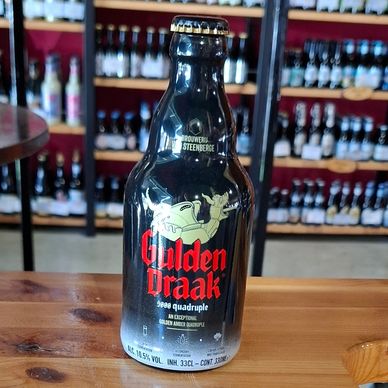 BROUWERIJ
STEENBERGE
Gulden
Draak
9000 quadruple
AN EXCEPTIONAL
GOLDEN AMBER QUADRUPLE
ALC. 10,5% VOL. INH. 33CL - CONT. 330ML